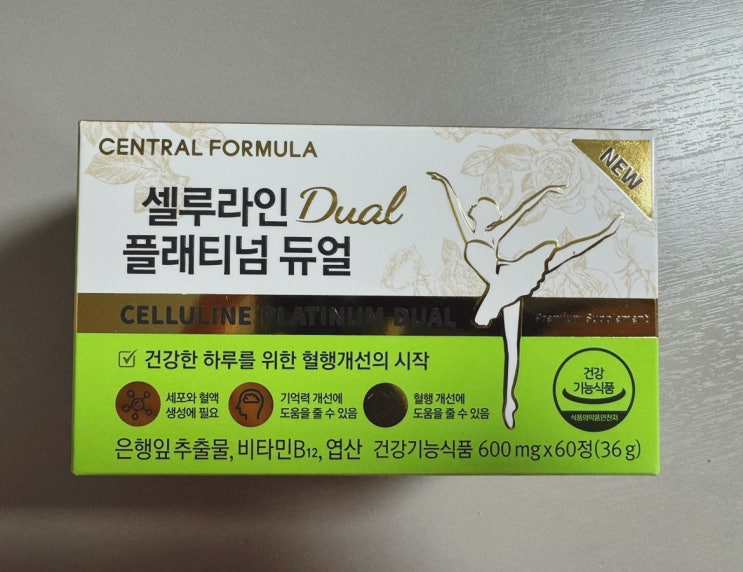 CENTRAL FORMULA
NEW
셀루라인 Dual
플래티넘 듀얼
CELLULINE PLATINUM DUAL
Premium Supplement
건강한 하루를 위한 혈행개선의 시작
세포와 혈액
생성에 필요
기억력 개선에
도움을 줄 수 있음
혈행 개선에
도움을 줄 수 있음
건강
기능식품
식품의약품안전처
은행잎 추출물, 비타민B12, 엽산 건강기능식품 600 mg x 60정(36 g)